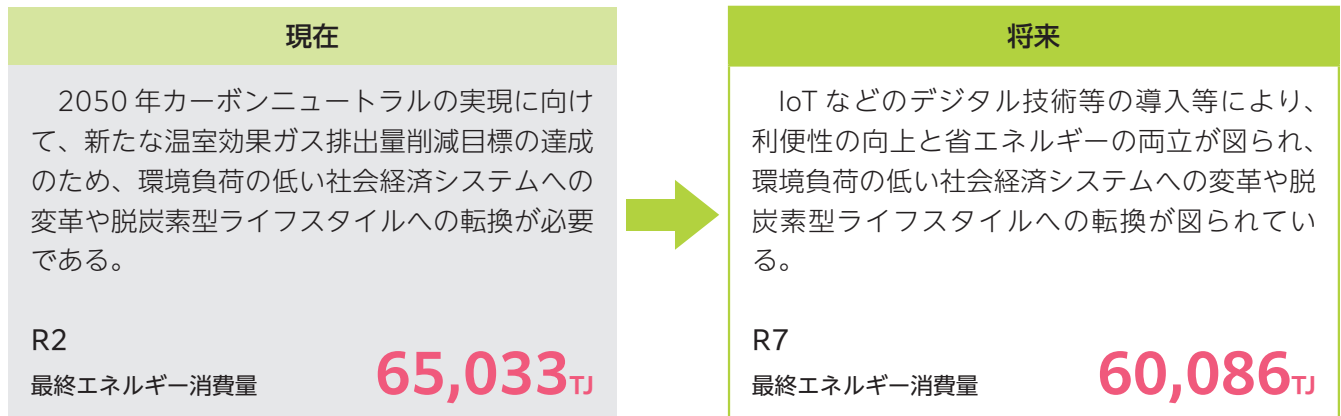 現在
2050 年カーボンニュートラルの実現に向け
て、新たな温室効果ガス排出量削減目標の達成
のため、環境負荷の低い社会経済システムへの
変革や脱炭素型ライフスタイルへの転換が必要
である。
R2
最終エネルギー消費量 65,033TJ
将来
IoT などのデジタル技術等の導入等により、
利便性の向上と省エネルギーの両立が図られ、
環境負荷の低い社会経済システムへの変革や脱
炭素型ライフスタイルへの転換が図られてい
る。
R7
最終エネルギー消費量 60,086TJ